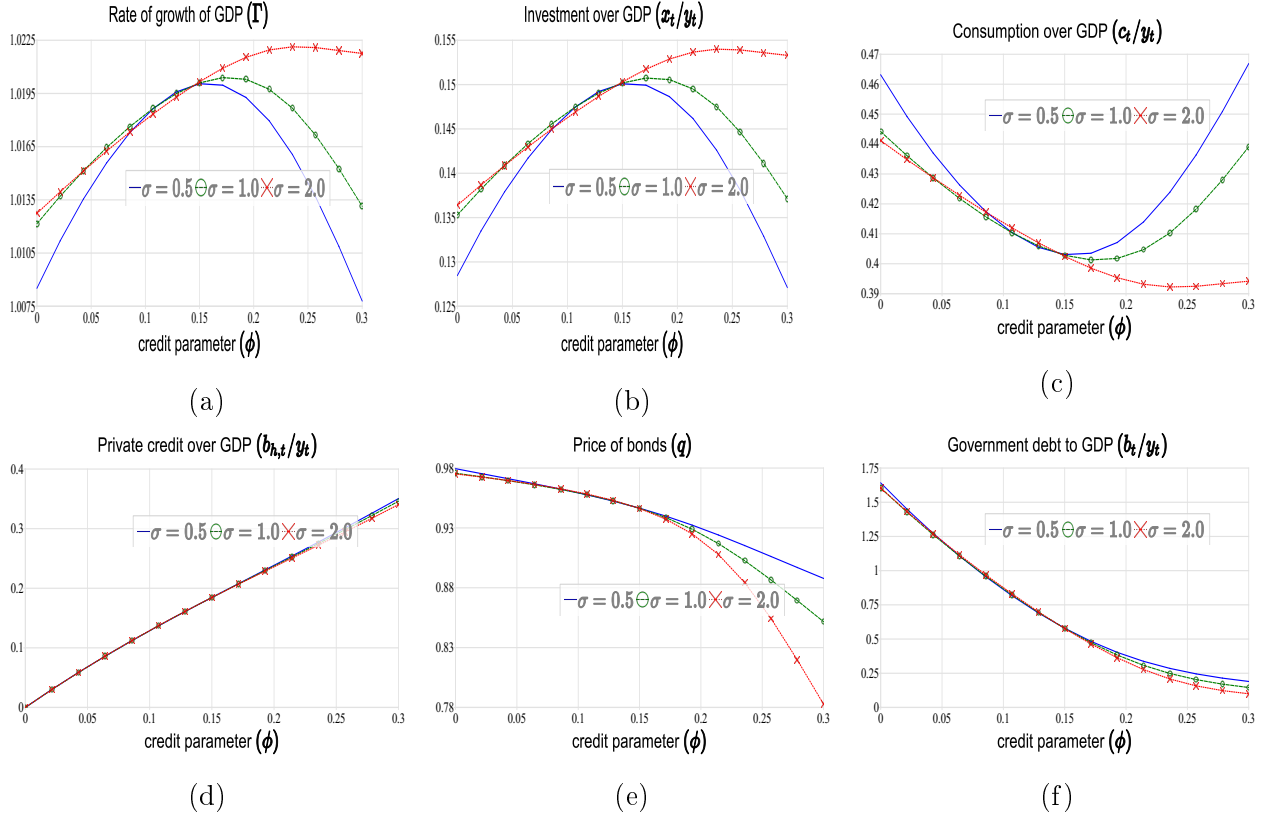 Rate of growth of GDP (Γ)
1.0225
1.0195
1.0165
1.0135
1.0105
1.0075
0 0.05 0.1 0.15 0.2 0.25 0.3
σ = 0.5 σ = 1.0 σ = 2.0
credit parameter (ϕ)
(a)
Investment over GDP (xₜ/yₜ)
0.155
0.15
0.145
0.14
0.135
0.13
0.125
0 0.05 0.1 0.15 0.2 0.25 0.3
σ = 0.5 σ = 1.0 σ = 2.0
credit parameter (ϕ)
(b)
Consumption over GDP (cₜ/yₜ)
0.47
0.46
0.45
0.44
0.43
0.42
0.41
0.4
0.39
0 0.05 0.1 0.15 0.2 0.25 0.3
σ = 0.5 σ = 1.0 σ = 2.0
credit parameter (ϕ)
(c)
Private credit over GDP (b_{h,t}/yₜ)
0.4
0.3
0.2
0.1
0
0 0.05 0.1 0.15 0.2 0.25 0.3
σ = 0.5 σ = 1.0 σ = 2.0
credit parameter (ϕ)
(d)
Price of bonds (q)
0.98
0.93
0.88
0.83
0.78
0 0.05 0.1 0.15 0.2 0.25 0.3
σ = 0.5 σ = 1.0 σ = 2.0
credit parameter (ϕ)
(e)
Government debt to GDP (bₜ/yₜ)
1.75
1.5
1.25
1
0.75
0.5
0.25
0
0 0.05 0.1 0.15 0.2 0.25 0.3
σ = 0.5 σ = 1.0 σ = 2.0
credit parameter (ϕ)
(f)